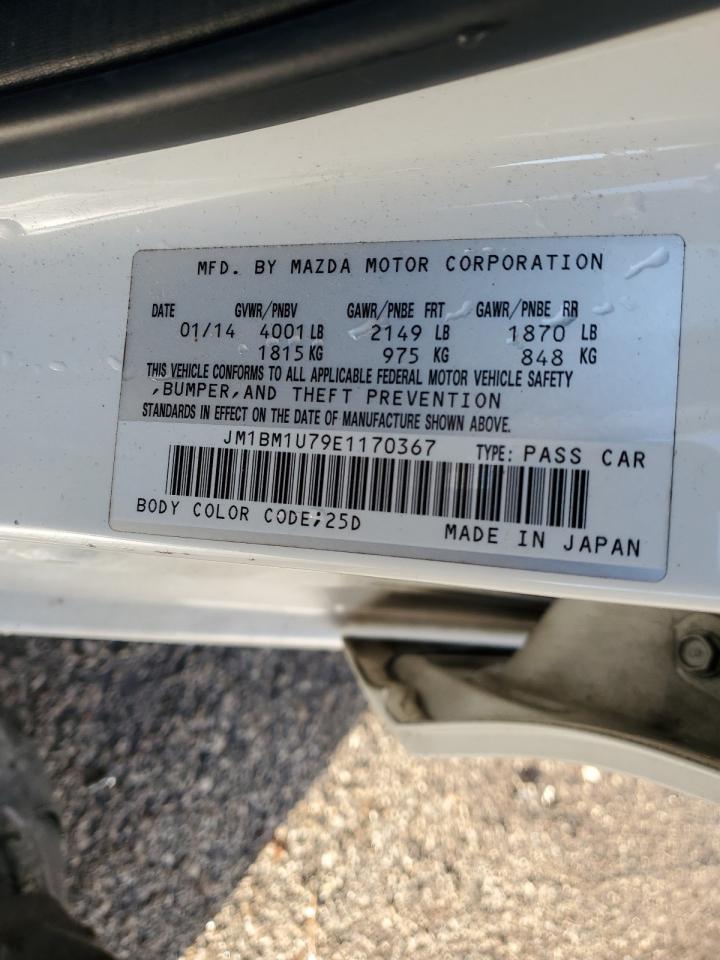 MFD. BY MAZDA MOTOR CORPORATION
DATE GVWR/PNBV GAWR/PNBE FRT GAWR/PNBE RR
01/14 4001 LB 2149 LB 1870 LB
1815 KG 975 KG 848 KG
THIS VEHICLE CONFORMS TO ALL APPLICABLE FEDERAL MOTOR VEHICLE SAFETY
,BUMPER,AND THEFT PREVENTION
STANDARDS IN EFFECT ON THE DATE OF MANUFACTURE SHOWN ABOVE.
JM1BM1U79E1170367 TYPE: PASS CAR
BODY COLOR CODE;25D
MADE IN JAPAN